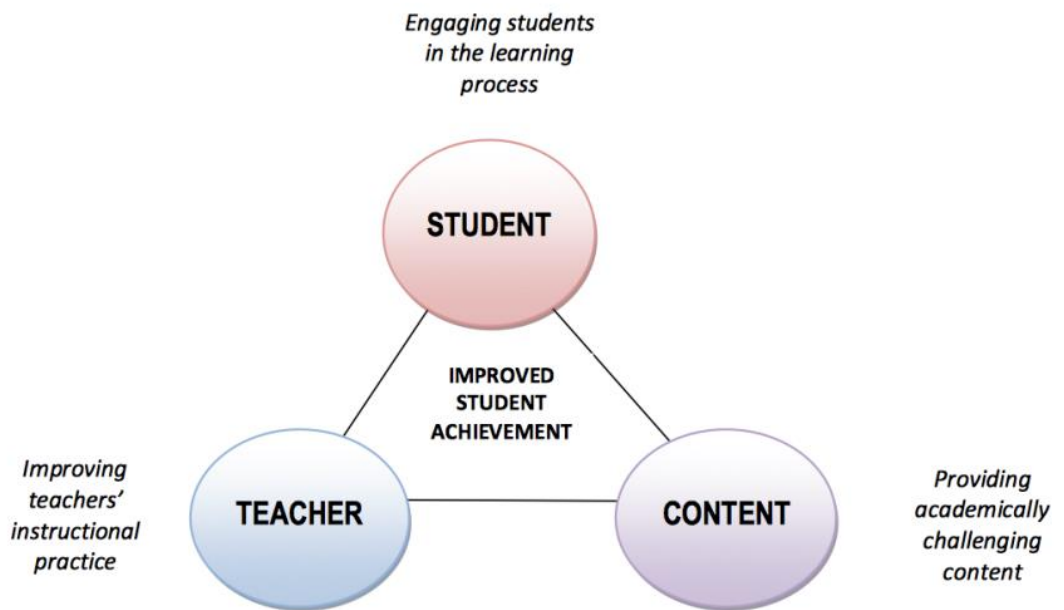 Engaging students
in the learning
process
STUDENT
IMPROVED
STUDENT
ACHIEVEMENT
Improving
teachers’
instructional
practice
TEACHER
CONTENT
Providing
academically
challenging
content